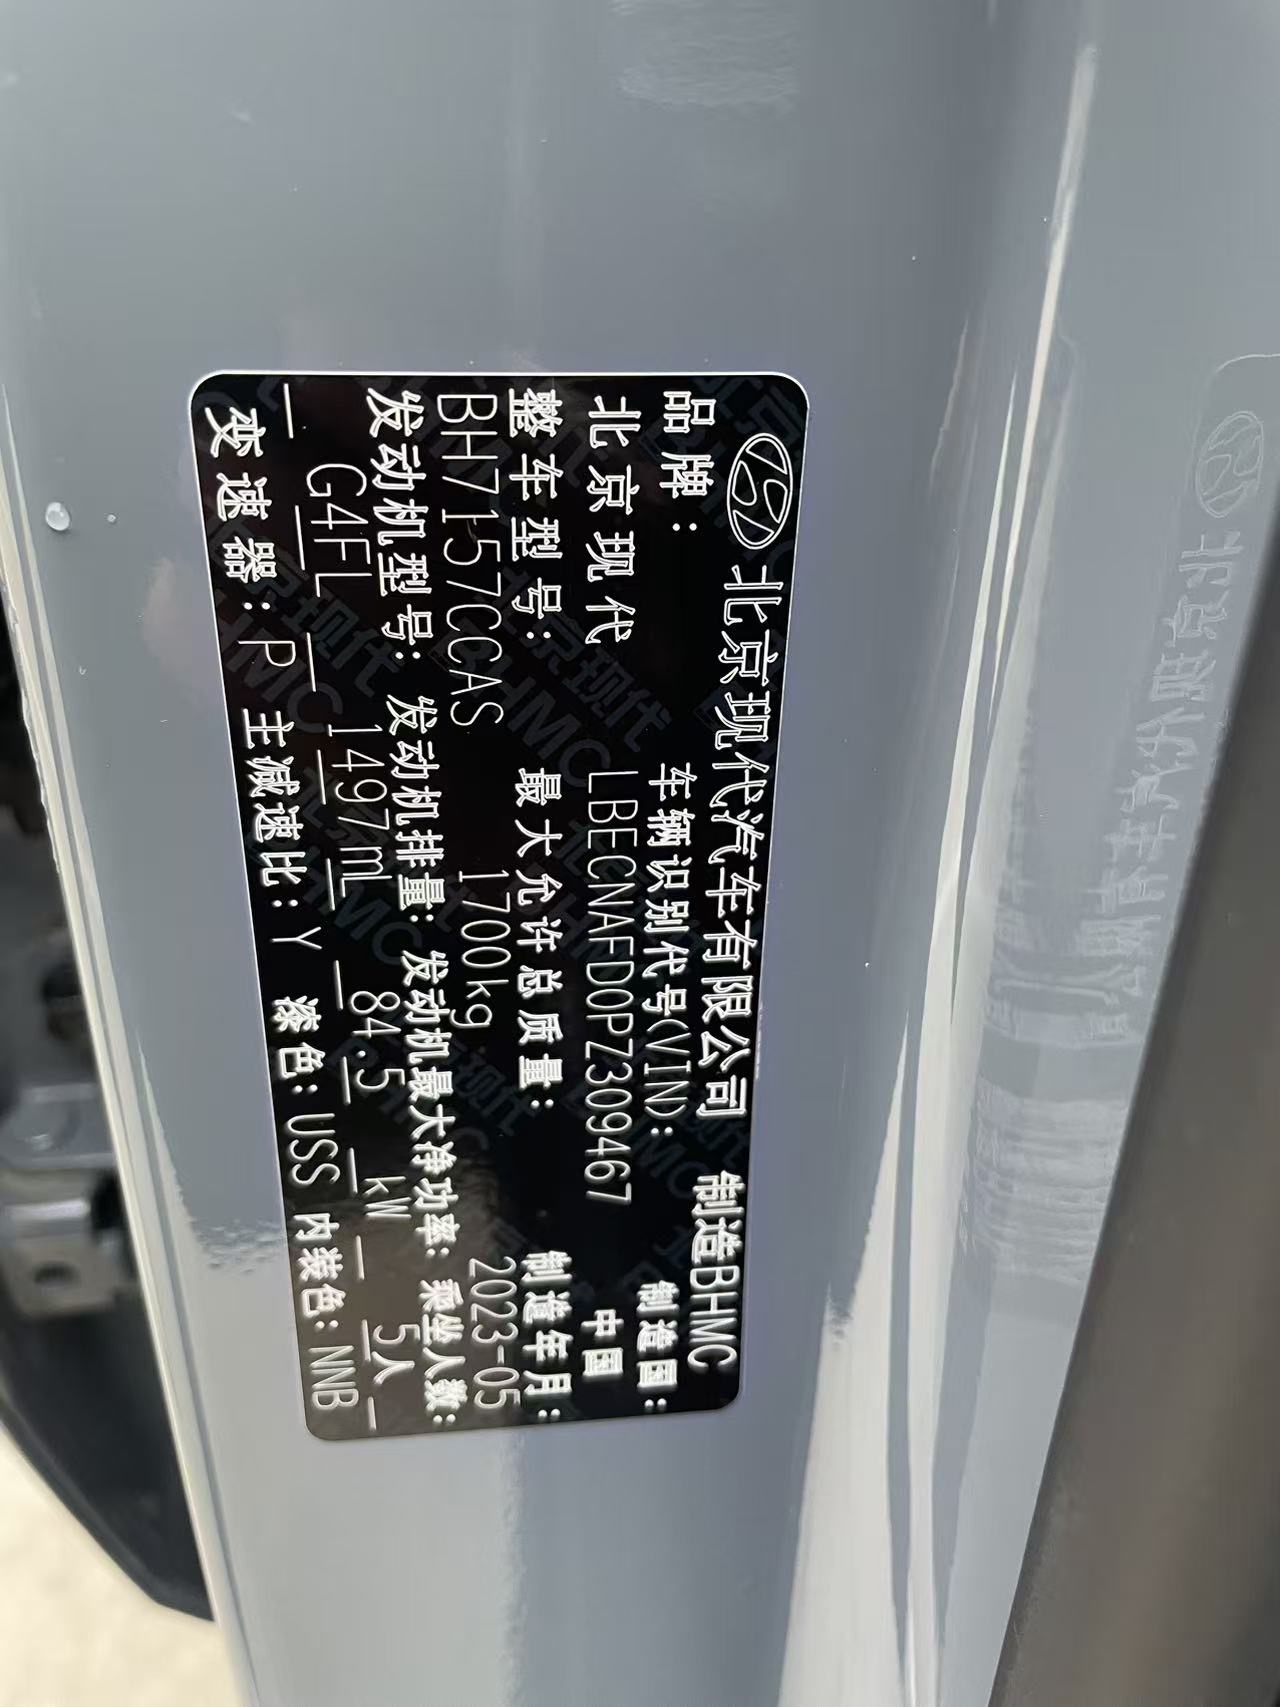 北京现代汽车有限公司 制造BHMC
品牌: 车辆识别代号(VIN): 制造国:
北京现代 LBECNAFD0PZ309467 中国
整车型号: 最大允许总质量: 制造年月:
BH7157CCAS 1700kg 2023-05
发动机型号: 发动机排量: 发动机最大净功率: 乘坐人数:
G4FL 1497mL 84.5 kW 5人
变速器: P 主减速比: Y 漆色: USS 内装色: NNB